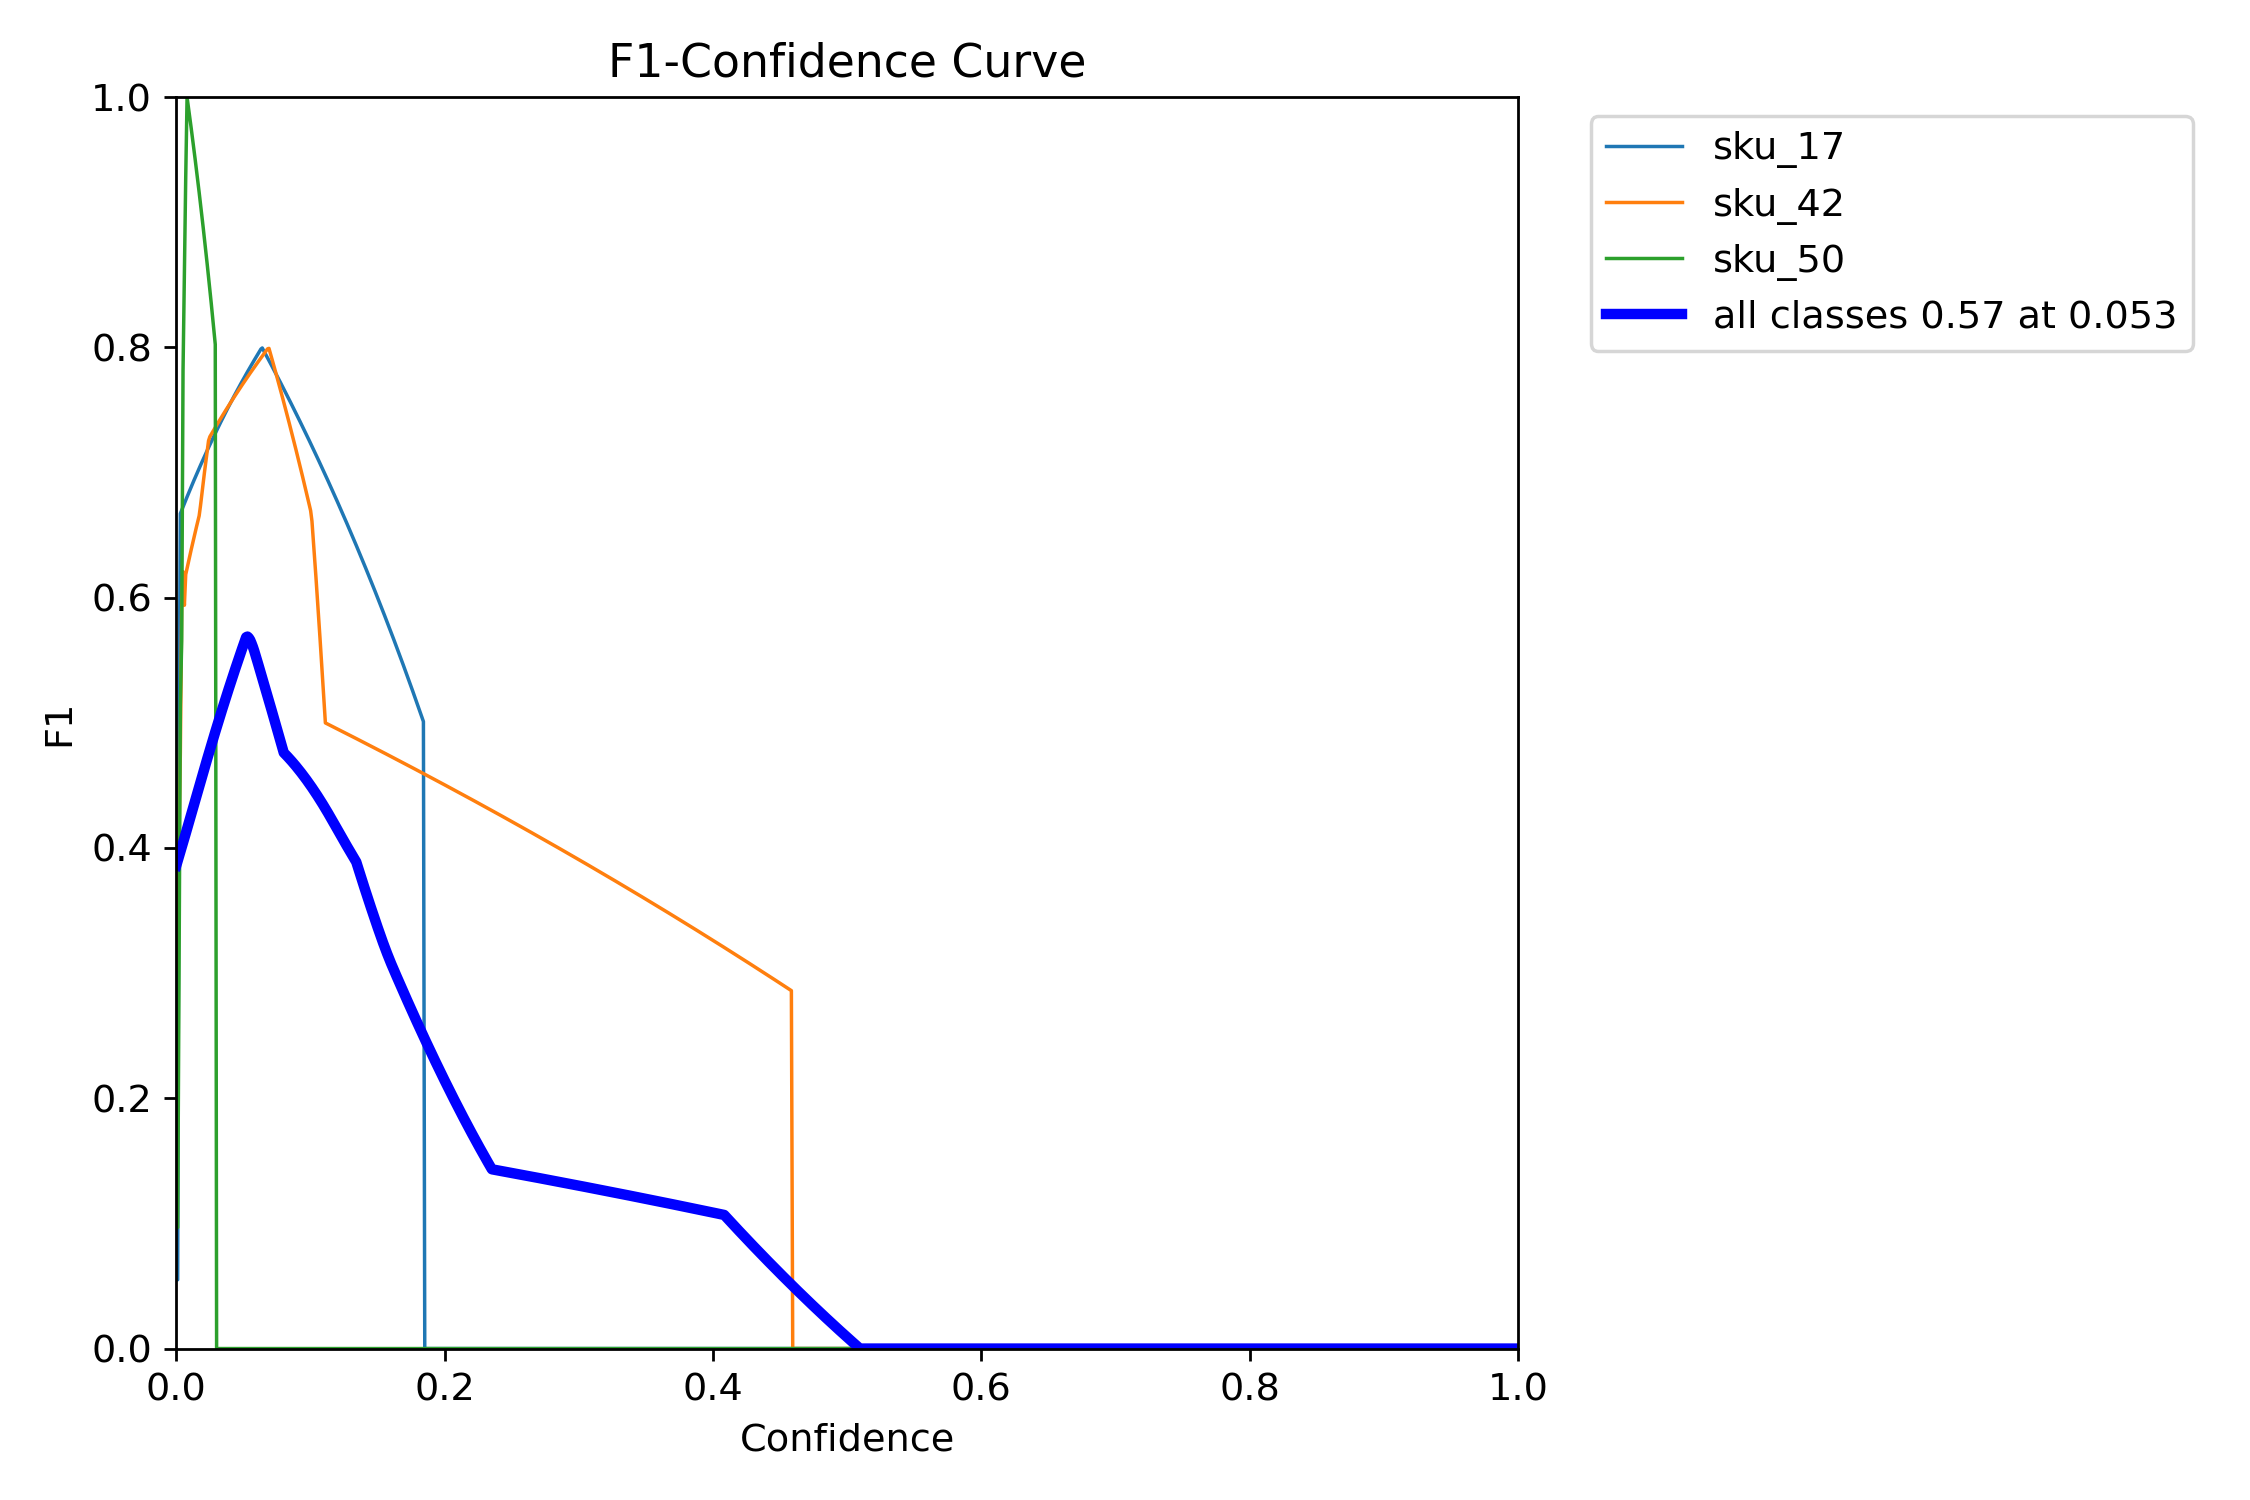 F1-Confidence Curve
1.0
0.8
0.6
0.4
0.2
0.0
F1
0.0 0.2 0.4 0.6 0.8 1.0
Confidence
sku_17
sku_42
sku_50
all classes 0.57 at 0.053